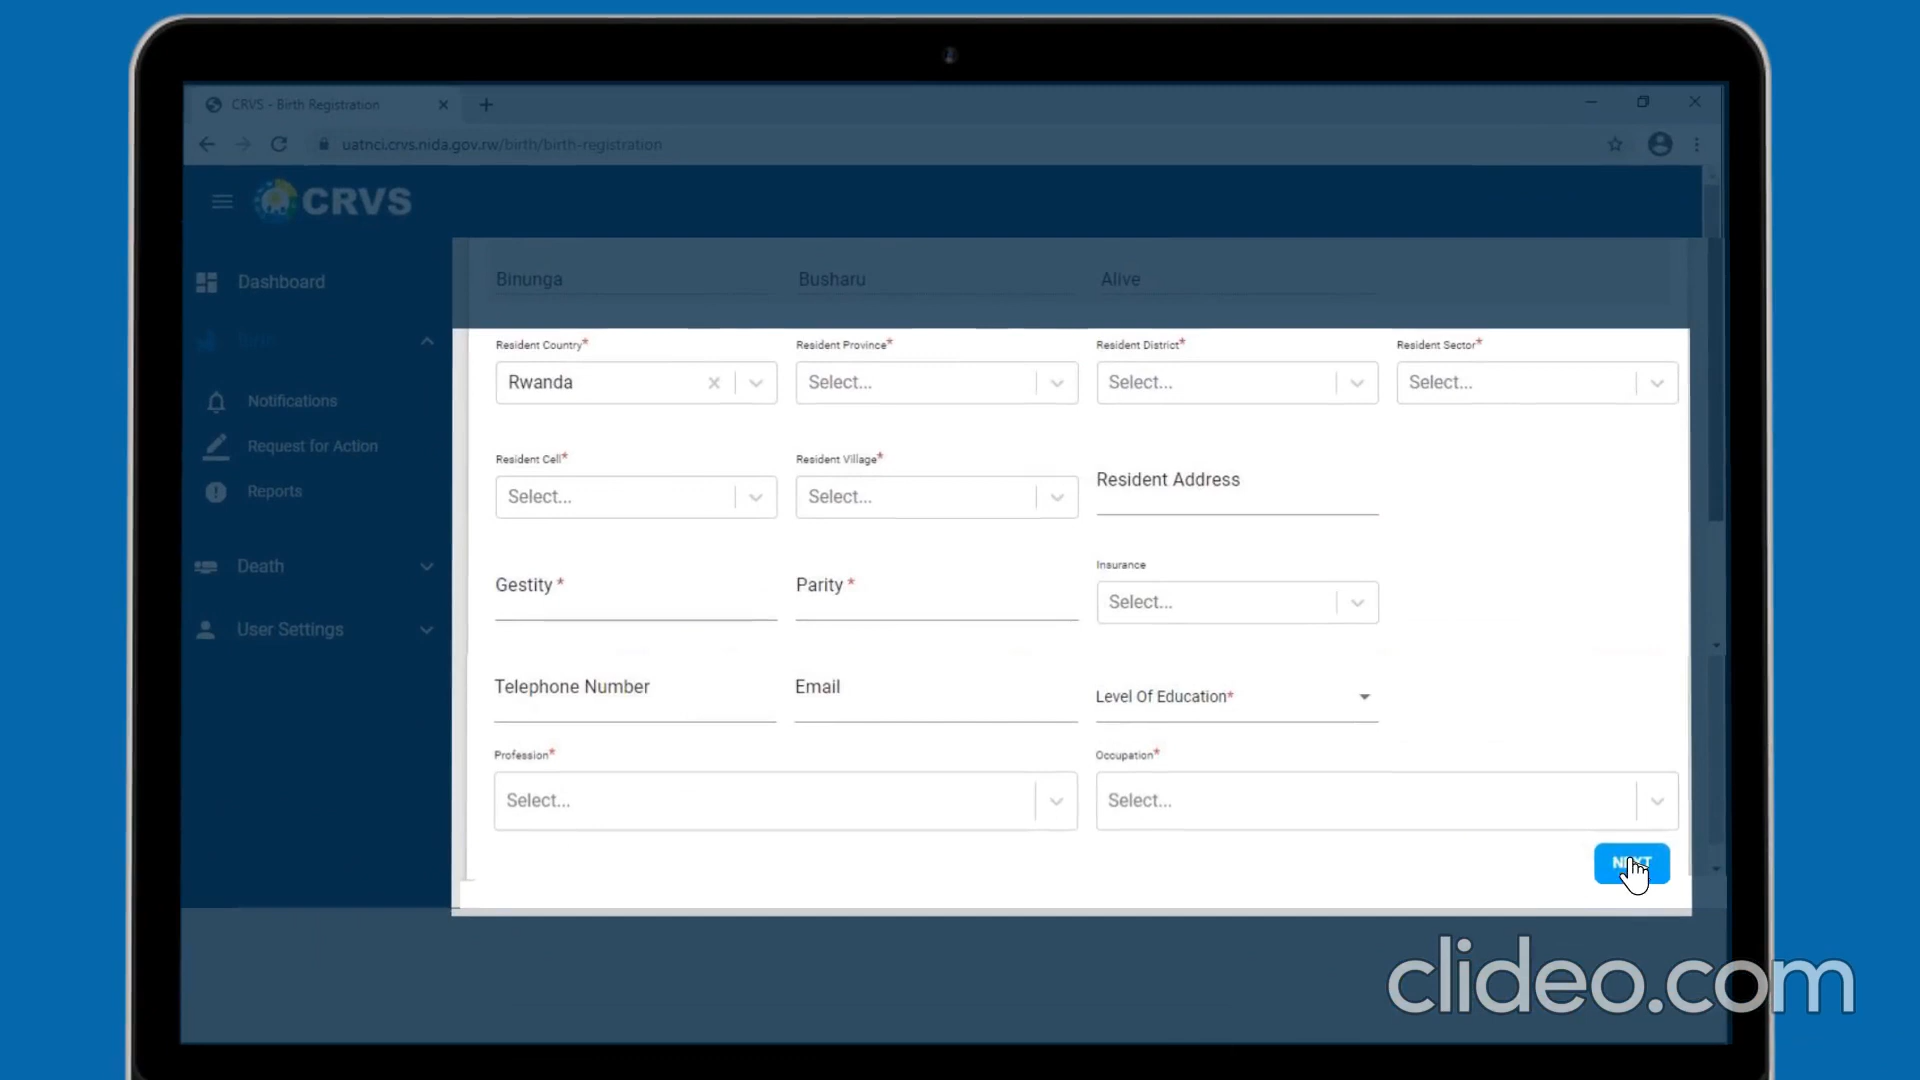 CRVS - Birth Registration
uatnci.crvs.nida.gov.rw/birth/birth-registration
CRVS
Dashboard
Birth
Notifications
Request for Action
Reports
Death
User Settings
Binunga Busharu Alive
Resident Country* Resident Province* Resident District* Resident Sector*
Rwanda Select... Select... Select...
Resident Cell* Resident Village* Resident Address
Select... Select...
Gestity * Parity * Insurance
Select...
Telephone Number Email Level Of Education*
Profession* Occupation*
Select... Select...
NEXT
clideo.com